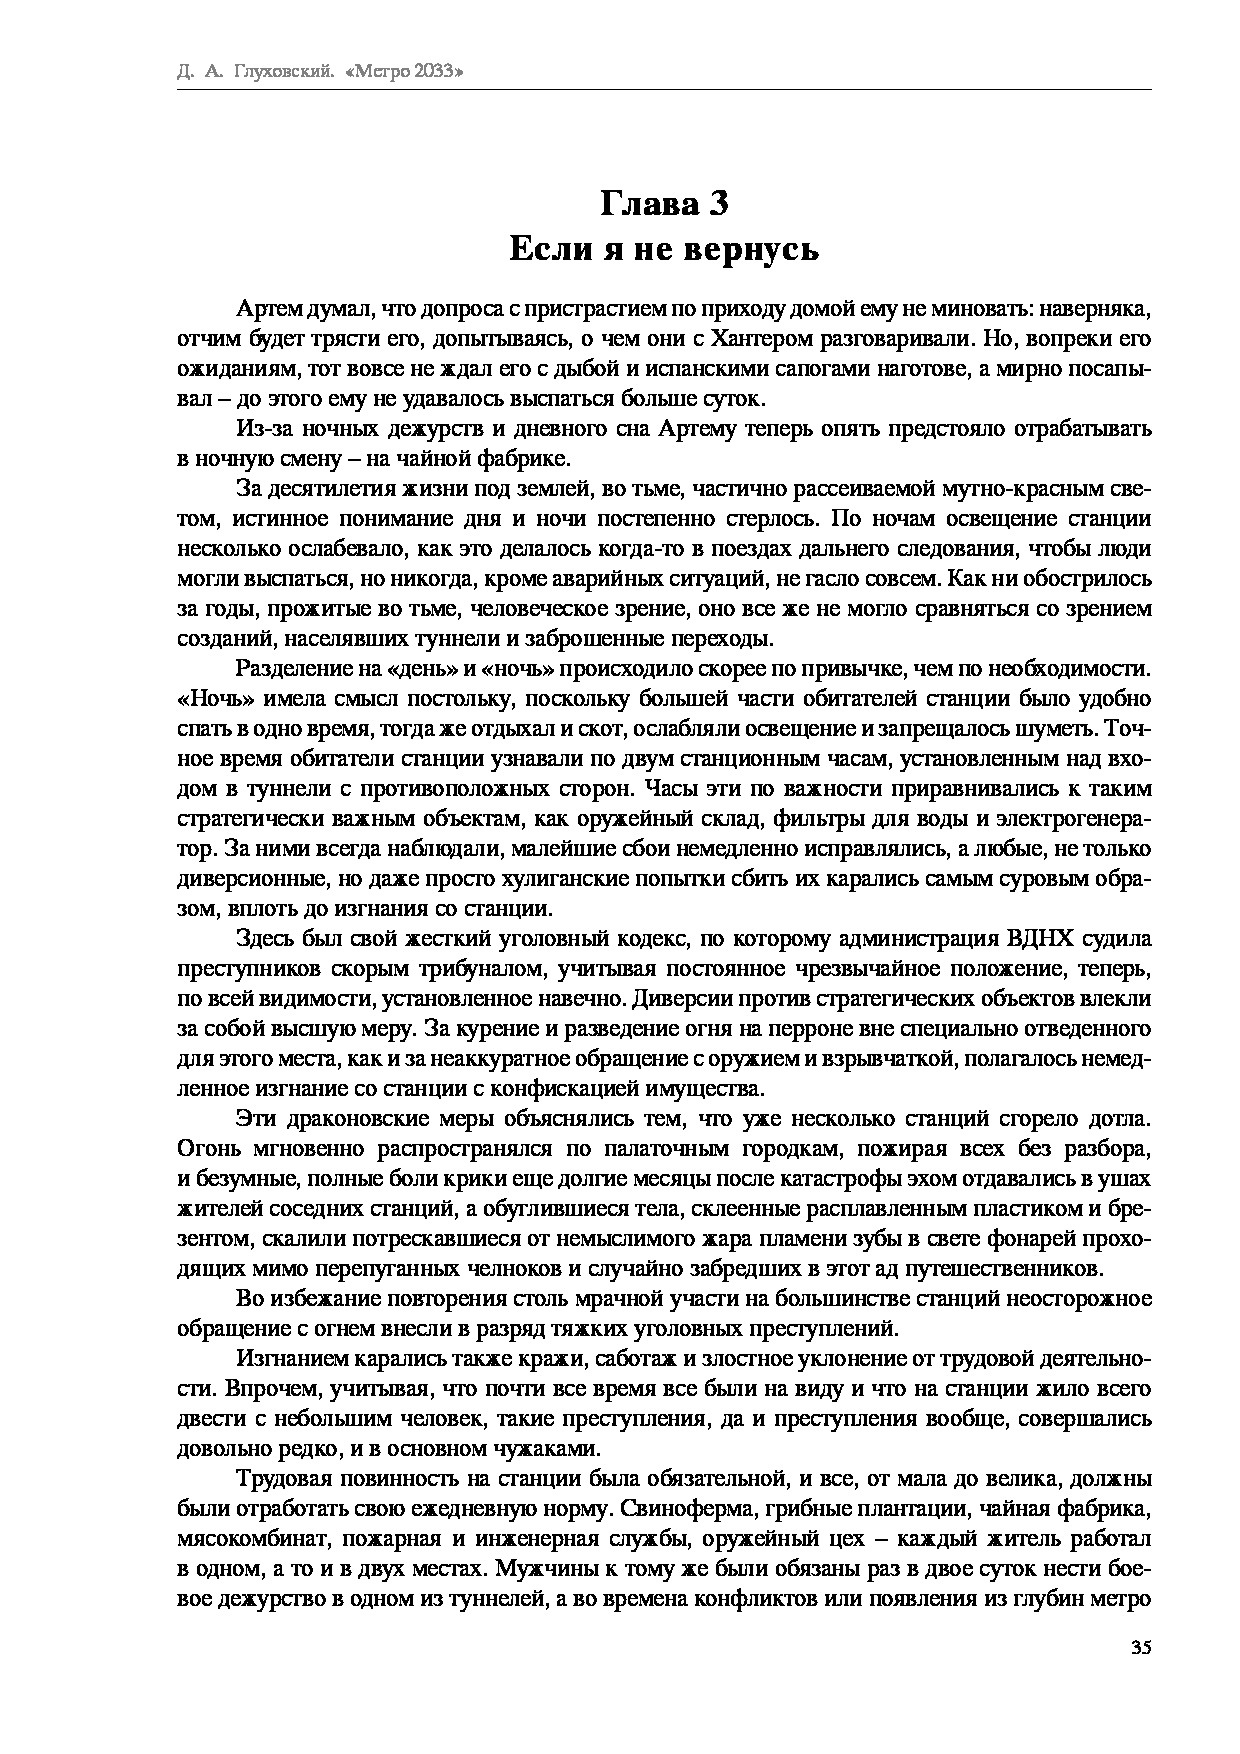 Д. А. Глуховский. «Метро 2033»
Глава 3
Если я не вернусь
Артем думал, что допроса с пристрастием по приходу домой ему не миновать: наверняка,
отчим будет трясти его, допытываясь, о чем они с Хантером разговаривали. Но, вопреки его
ожиданиям, тот вовсе не ждал его с дыбой и испанскими сапогами наготове, а мирно посапы-
вал – до этого ему не удавалось выспаться больше суток.
Из-за ночных дежурств и дневного сна Артему теперь опять предстояло отрабатывать
в ночную смену – на чайной фабрике.
За десятилетия жизни под землей, во тьме, частично рассеиваемой мутно-красным све-
том, истинное понимание дня и ночи постепенно стерлось. По ночам освещение станции
несколько ослабевало, как это делалось когда-то в поездах дальнего следования, чтобы люди
могли выспаться, но никогда, кроме аварийных ситуаций, не гасло совсем. Как ни обострилось
за годы, прожитые во тьме, человеческое зрение, оно все же не могло сравняться со зрением
созданий, населявших туннели и заброшенные переходы.
Разделение на «день» и «ночь» происходило скорее по привычке, чем по необходимости.
«Ночь» имела смысл постольку, поскольку большей части обитателей станции было удобно
спать в одно время, тогда же отдыхал и скот, ослабляли освещение и запрещалось шуметь. Точ-
ное время обитатели станции узнавали по двум станционным часам, установленным над вхо-
дом в туннели с противоположных сторон. Часы эти по важности приравнивались к таким
стратегически важным объектам, как оружейный склад, фильтры для воды и электрогенера-
тор. За ними всегда наблюдали, малейшие сбои немедленно исправлялись, а любые, не только
диверсионные, но даже просто хулиганские попытки сбить их карались самым суровым обра-
зом, вплоть до изгнания со станции.
Здесь был свой жесткий уголовный кодекс, по которому администрация ВДНХ судила
преступников скорым трибуналом, учитывая постоянное чрезвычайное положение, теперь,
по всей видимости, установленное навечно. Диверсии против стратегических объектов влекли
за собой высшую меру. За курение и разведение огня на перроне вне специально отведенного
для этого места, как и за неаккуратное обращение с оружием и взрывчаткой, полагалось немед-
ленное изгнание со станции с конфискацией имущества.
Эти драконовские меры объяснялись тем, что уже несколько станций сгорело дотла.
Огонь мгновенно распространялся по палаточным городкам, пожирая всех без разбора,
и безумные, полные боли крики еще долгие месяцы после катастрофы эхом отдавались в ушах
жителей соседних станций, а обуглившиеся тела, склеенные расплавленным пластиком и бре-
зентом, скалили потрескавшиеся от немыслимого жара пламени зубы в свете фонарей прохо-
дящих мимо перепуганных челноков и случайно забредших в этот ад путешественников.
Во избежание повторения столь мрачной участи на большинстве станций неосторожное
обращение с огнем внесли в разряд тяжких уголовных преступлений.
Изгнанием карались также кражи, саботаж и злостное уклонение от трудовой деятельно-
сти. Впрочем, учитывая, что почти все время все были на виду и что на станции жило всего
двести с небольшим человек, такие преступления, да и преступления вообще, совершались
довольно редко, и в основном чужаками.
Трудовая повинность на станции была обязательной, и все, от мала до велика, должны
были отработать свою ежедневную норму. Свиноферма, грибные плантации, чайная фабрика,
мясокомбинат, пожарная и инженерная службы, оружейный цех – каждый житель работал
в одном, а то и в двух местах. Мужчины к тому же были обязаны раз в двое суток нести бое-
вое дежурство в одном из туннелей, а во времена конфликтов или появления из глубин метро
35